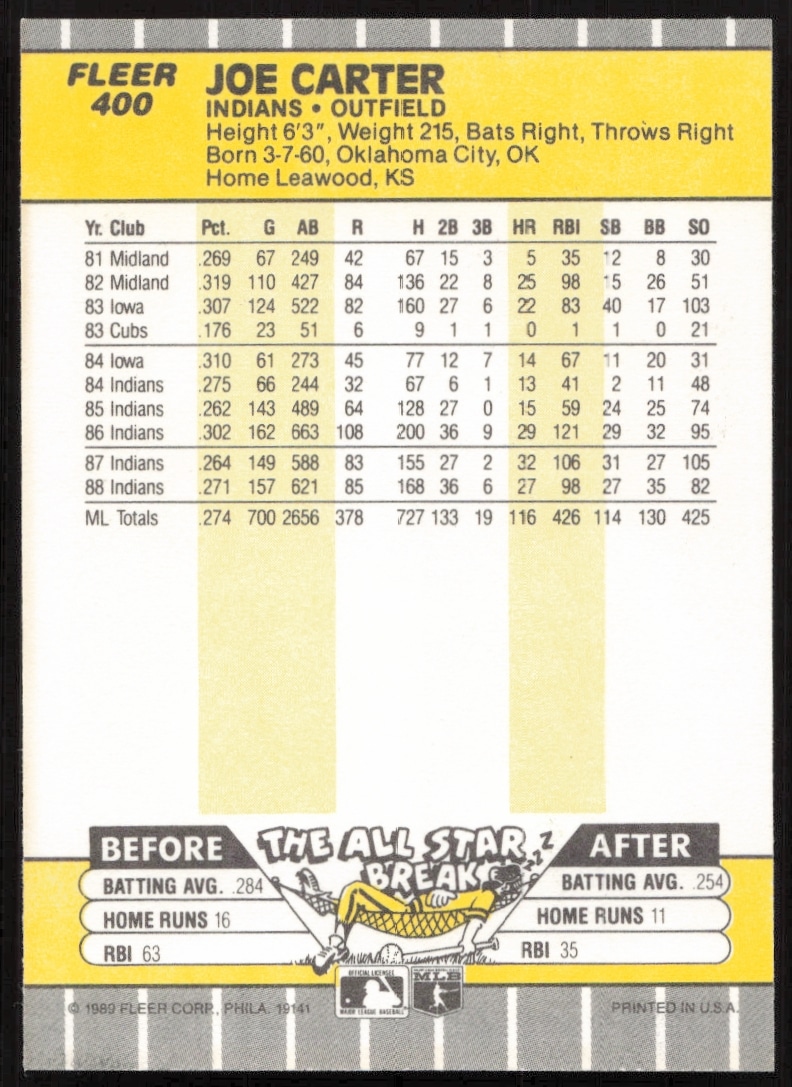 FLEER
400
JOE CARTER
INDIANS • OUTFIELD
Height 6'3", Weight 215, Bats Right, Throws Right
Born 3-7-60, Oklahoma City, OK
Home Leawood, KS
Yr. Club Pct. G AB R H 2B 3B HR RBI SB BB SO
81 Midland .269 67 249 42 67 15 3 5 35 12 8 30
82 Midland .319 110 427 84 136 22 8 25 98 15 26 51
83 Iowa .307 124 522 82 160 27 6 22 83 40 17 103
83 Cubs .176 23 51 6 9 1 1 0 1 1 0 21
84 Iowa .310 61 273 45 77 12 7 14 67 11 20 31
84 Indians .275 66 244 32 67 6 1 13 41 2 11 48
85 Indians .262 143 489 64 128 27 0 15 59 24 25 74
86 Indians .302 162 663 108 200 36 9 29 121 29 32 95
87 Indians .264 149 588 83 155 27 2 32 106 31 27 105
88 Indians .271 157 621 85 168 36 6 27 98 27 35 82
ML Totals .274 700 2656 378 727 133 19 116 426 114 130 425
THE ALL STAR
BREAK
ZZZ
BEFORE
BATTING AVG. .284
HOME RUNS 16
RBI 63
AFTER
BATTING AVG. .254
HOME RUNS 11
RBI 35
OFFICIAL LICENSEE
MAJOR LEAGUE BASEBALL
MLB
© 1989 FLEER CORP., PHILA. 19141
PRINTED IN U.S.A.